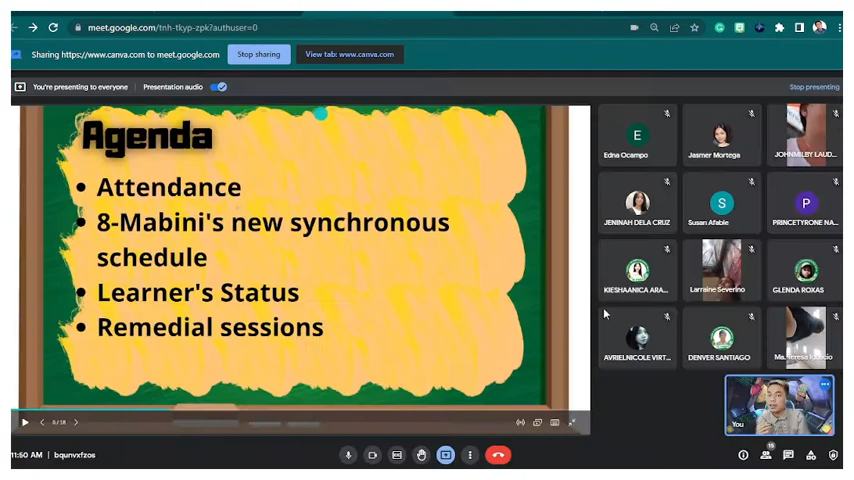 meet.google.com/tnh-tkyp-zpk?authuser=0
Sharing https://www.canva.com to meet.google.com
Stop sharing
View tab: www.canva.com
You're presenting to everyone
Presentation audio
Stop presenting
Agenda
• Attendance
• 8-Mabini's new synchronous
schedule
• Learner's Status
• Remedial sessions
E
Edna Ocampo
Jasmer Mortega
JOHNMILBY LAUD...
JENINAH DELA CRUZ
S
Susan Afable
P
PRINCETYRONE NA...
KIESHAANICA ARA...
Larraine Severino
GLENDA ROXAS
AVRIELNICOLE VIRT...
DENVER SANTIAGO
You
11:50 AM
bqunvxfzos
15